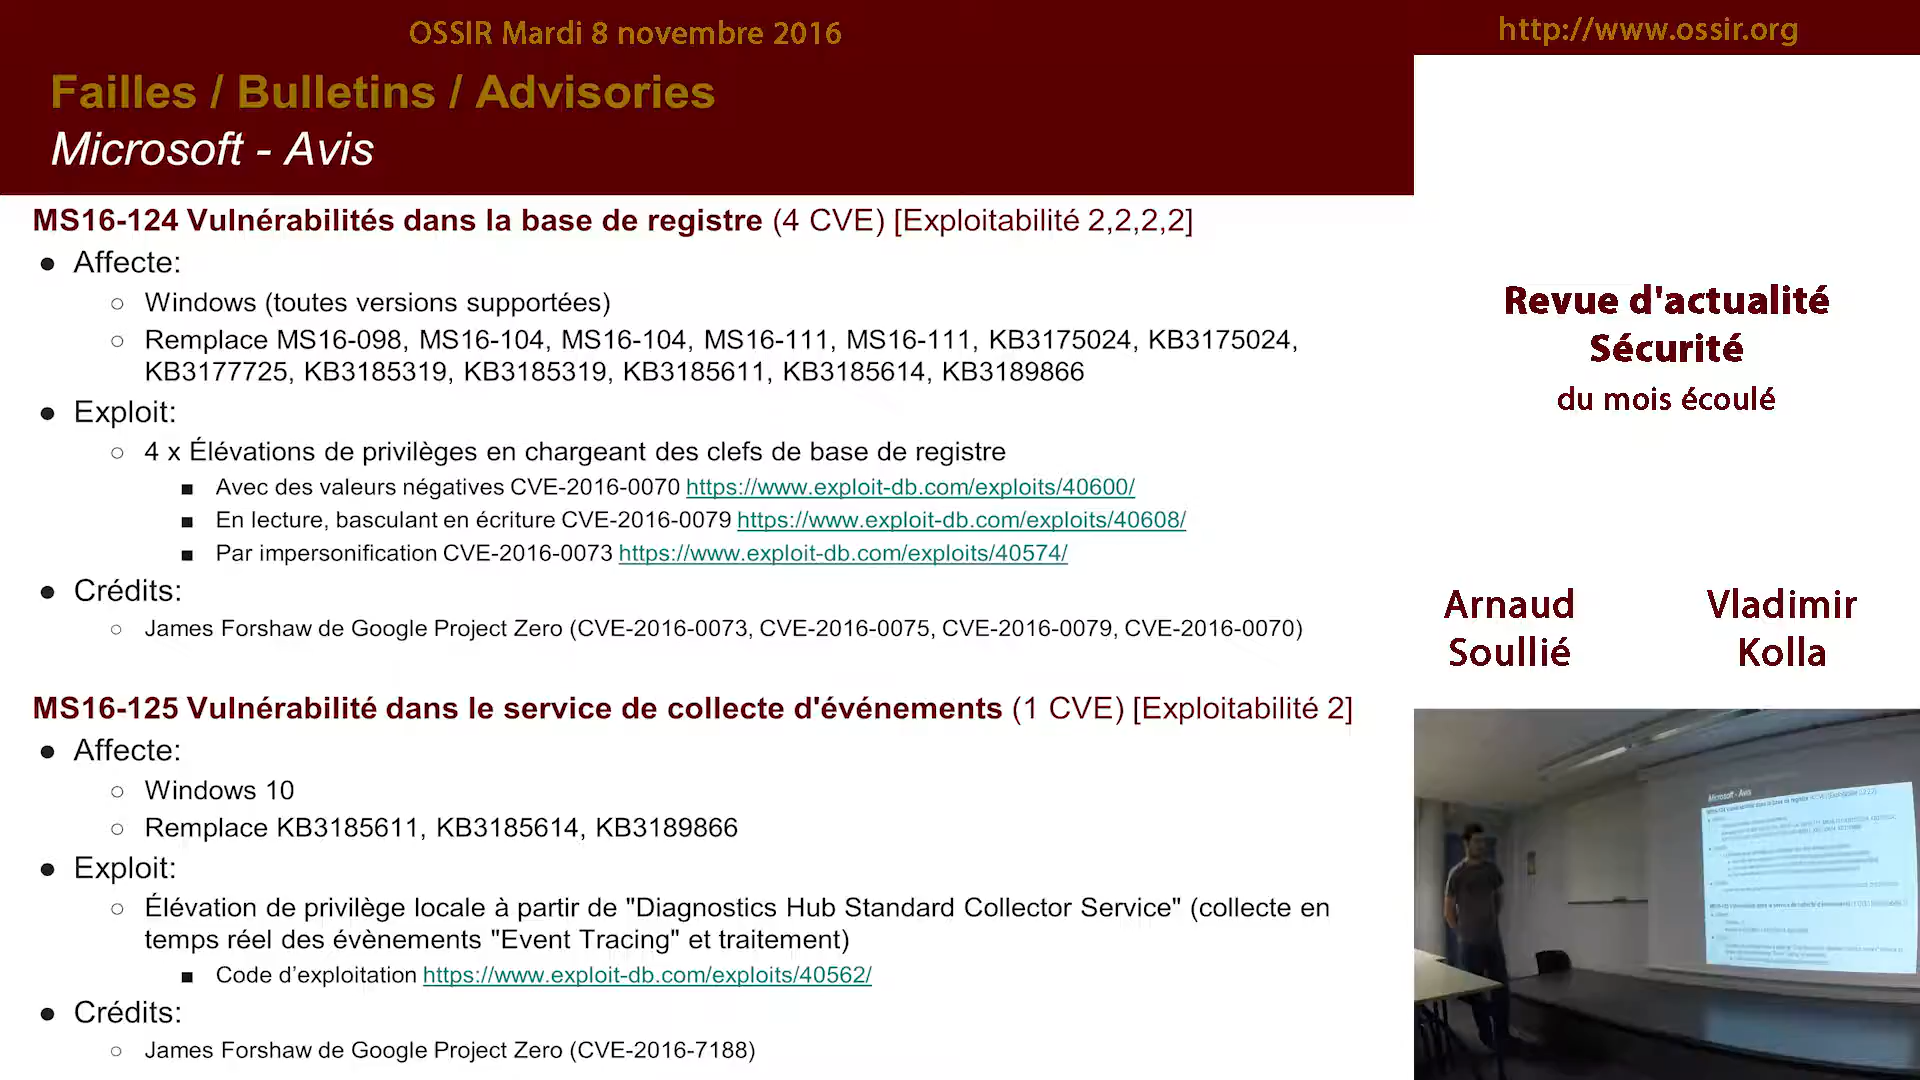 OSSIR Mardi 8 novembre 2016
http://www.ossir.org
Failles / Bulletins / Advisories
Microsoft - Avis
MS16-124 Vulnérabilités dans la base de registre (4 CVE) [Exploitabilité 2,2,2,2]
● Affecte:
○ Windows (toutes versions supportées)
○ Remplace MS16-098, MS16-104, MS16-104, MS16-111, MS16-111, KB3175024, KB3175024,
KB3177725, KB3185319, KB3185319, KB3185611, KB3185614, KB3189866
● Exploit:
○ 4 x Élévations de privilèges en chargeant des clefs de base de registre
■ Avec des valeurs négatives CVE-2016-0070 https://www.exploit-db.com/exploits/40600/
■ En lecture, basculant en écriture CVE-2016-0079 https://www.exploit-db.com/exploits/40608/
■ Par impersonification CVE-2016-0073 https://www.exploit-db.com/exploits/40574/
● Crédits:
○ James Forshaw de Google Project Zero (CVE-2016-0073, CVE-2016-0075, CVE-2016-0079, CVE-2016-0070)
MS16-125 Vulnérabilité dans le service de collecte d'événements (1 CVE) [Exploitabilité 2]
● Affecte:
○ Windows 10
○ Remplace KB3185611, KB3185614, KB3189866
● Exploit:
○ Élévation de privilège locale à partir de "Diagnostics Hub Standard Collector Service" (collecte en
temps réel des évènements "Event Tracing" et traitement)
■ Code d’exploitation https://www.exploit-db.com/exploits/40562/
● Crédits:
○ James Forshaw de Google Project Zero (CVE-2016-7188)
Revue d'actualité
Sécurité
du mois écoulé
Arnaud
Soullié
Vladimir
Kolla
Microsoft - Avis